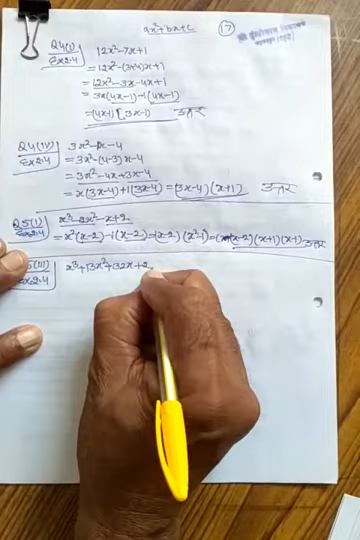 ax²+bx+c
17
Q4(i) Ex2.4 12x²-7x+1
= 12x²-(3+4)x+1
= 12x²-3x-4x+1
= 3x(4x-1)-1(4x-1)
= (4x-1) (3x-1) उत्तर
Q4(iv) Ex2.4 3x²-x-4
= 3x²-(4-3)x-4
= 3x²-4x+3x-4
= x(3x-4)+1(3x-4) = (3x-4)(x+1) उत्तर
Q5(i) Ex2.4 x³-2x²-x+2
= x²(x-2)-1(x-2) = (x-2)(x²-1) = (x-2)(x+1)(x-1) उत्तर
5(iii) Ex2.4 x³+13x²+32x+2